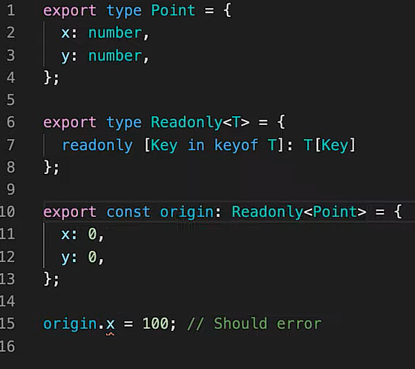 1 export type Point = {
2   x: number,
3   y: number,
4 };
5
6 export type Readonly<T> = {
7   readonly [Key in keyof T]: T[Key]
8 };
9
10 export const origin: Readonly<Point> = {
11   x: 0,
12   y: 0,
13 };
14
15 origin.x = 100; // Should error
16